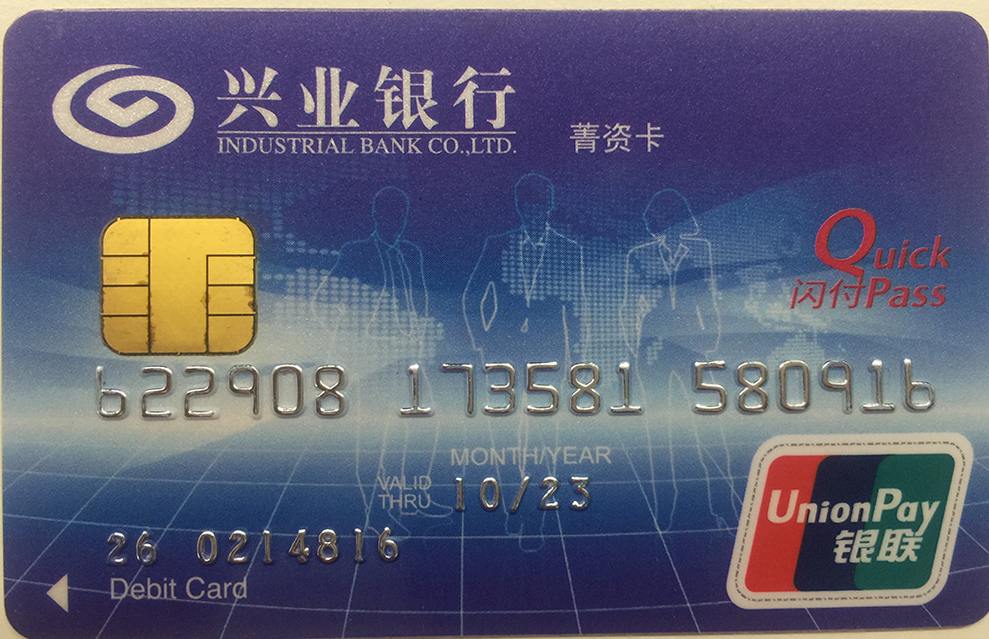 兴业银行
INDUSTRIAL BANK CO.,LTD.
菁资卡
Quick
闪付Pass
622908 173581 580916
MONTH/YEAR
VALID
THRU
10/23
26 0214816
Debit Card
UnionPay
银联